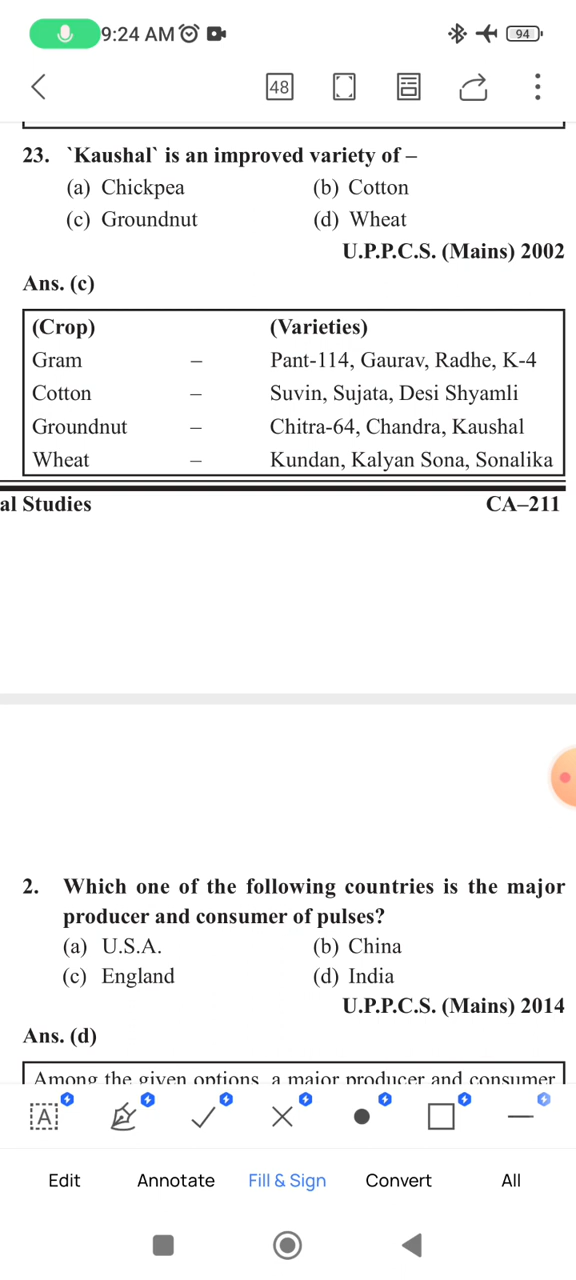 9:24 AM
94
48
23. `Kaushal` is an improved variety of –
(a) Chickpea (b) Cotton
(c) Groundnut (d) Wheat
U.P.P.C.S. (Mains) 2002
Ans. (c)
(Crop) (Varieties)
Gram – Pant-114, Gaurav, Radhe, K-4
Cotton – Suvin, Sujata, Desi Shyamli
Groundnut – Chitra-64, Chandra, Kaushal
Wheat – Kundan, Kalyan Sona, Sonalika
al Studies CA–211
2. Which one of the following countries is the major
producer and consumer of pulses?
(a) U.S.A. (b) China
(c) England (d) India
U.P.P.C.S. (Mains) 2014
Ans. (d)
Among the given options, a major producer and consumer
A
Edit Annotate Fill & Sign Convert All